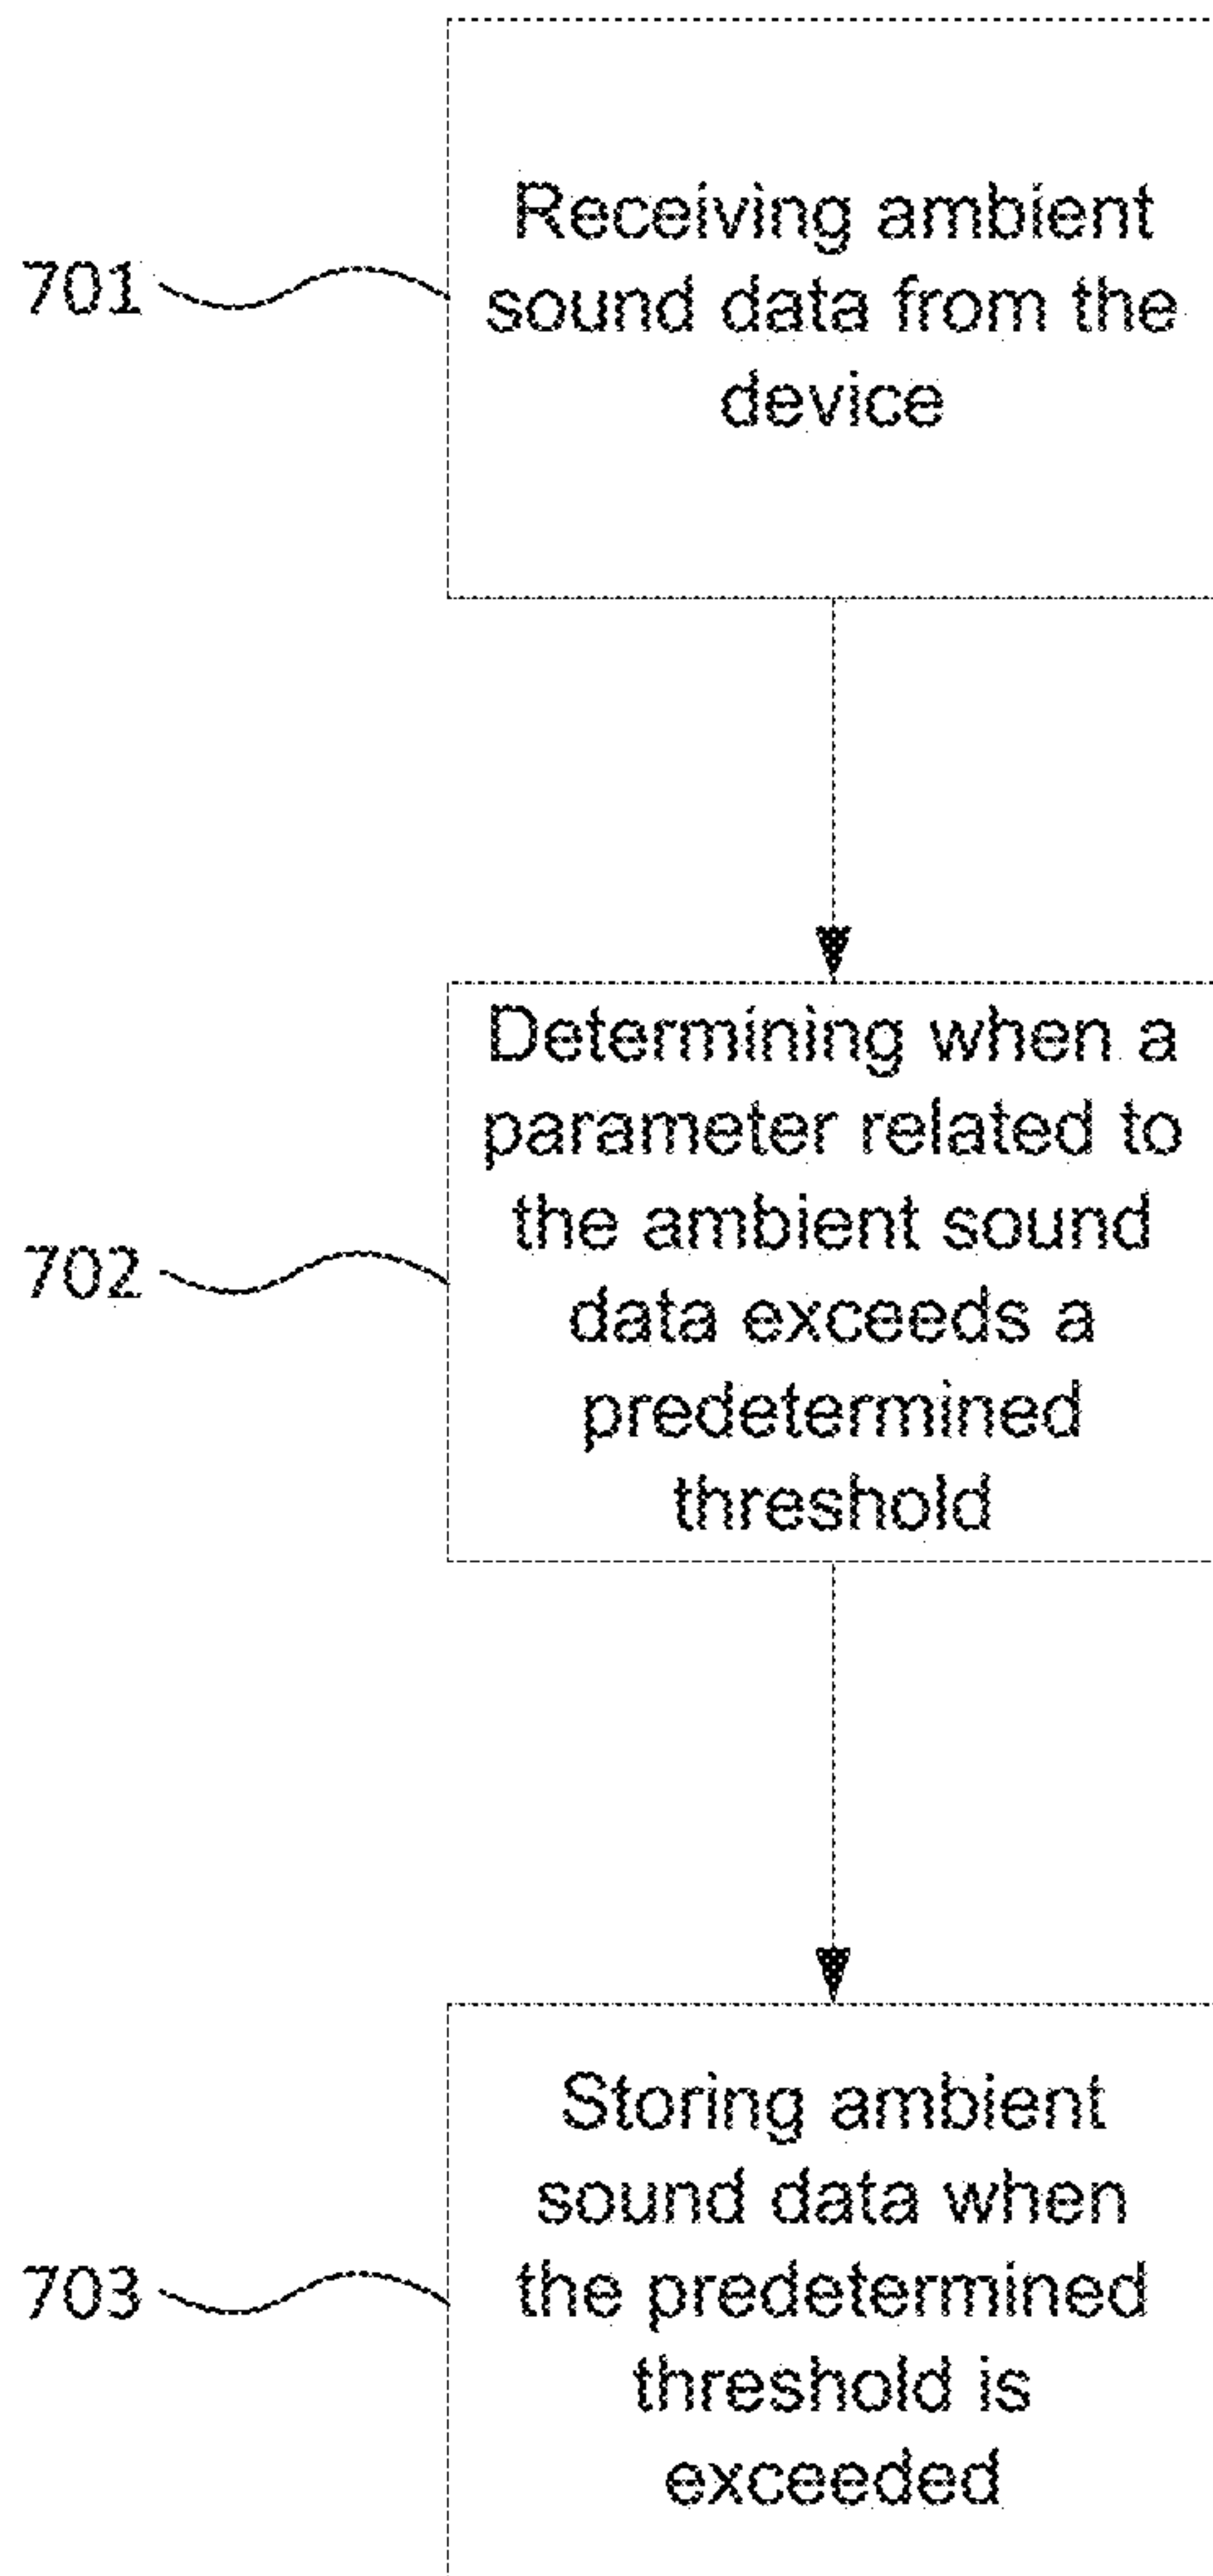 701
Receiving ambient
sound data from the
device
702
Determining when a
parameter related to
the ambient sound
data exceeds a
predetermined
threshold
703
Storing ambient
sound data when
the predetermined
threshold is
exceeded